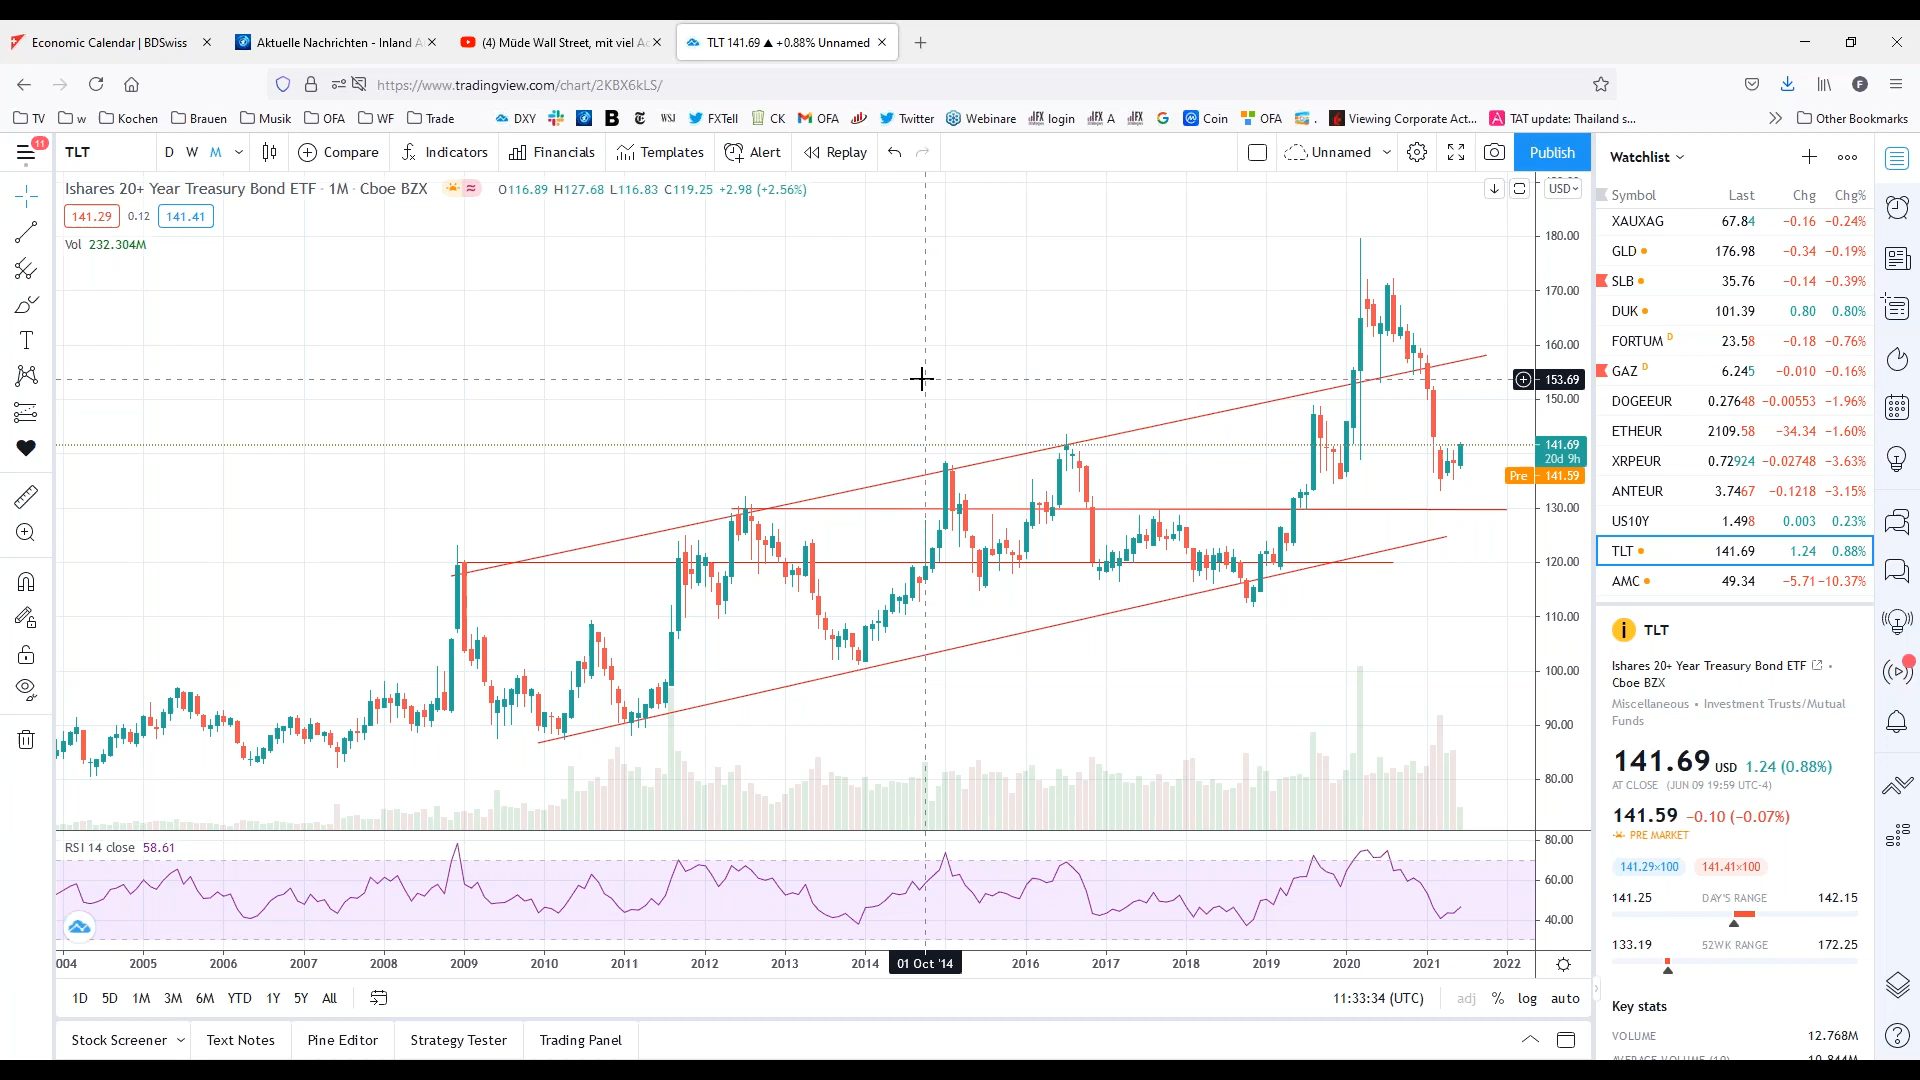 Economic Calendar | BDSwiss
Aktuelle Nachrichten - Inland A
(4) Müde Wall Street, mit viel Ac
TLT 141.69 ▲ +0.88% Unnamed
https://www.tradingview.com/chart/2KBX6kLS/
TV w Kochen Brauen Musik OFA WF Trade DXY B WSJ FXTell CK OFA Twitter Webinare JFX login JFX A JFX G Coin OFA . Viewing Corporate Act... TAT update: Thailand s... Other Bookmarks
11 TLT D W M Compare Indicators Financials Templates Alert Replay Unnamed Publish
Ishares 20+ Year Treasury Bond ETF · 1M · Cboe BZX O116.89 H127.68 L116.83 C119.25 +2.98 (+2.56%)
141.29 0.12 141.41
Vol 232.304M
USD
180.00
170.00
160.00
153.69
150.00
141.69
20d 9h
Pre 141.59
130.00
120.00
110.00
100.00
90.00
80.00
RSI 14 close 58.61
80.00
60.00
40.00
004 2005 2006 2007 2008 2009 2010 2011 2012 2013 2014 01 Oct '14 2016 2017 2018 2019 2020 2021 2022
1D 5D 1M 3M 6M YTD 1Y 5Y All 11:33:34 (UTC) adj % log auto
Stock Screener Text Notes Pine Editor Strategy Tester Trading Panel
Watchlist
Symbol Last Chg Chg%
XAUXAG 67.84 −0.16 −0.24%
GLD 176.98 −0.34 −0.19%
SLB 35.76 −0.14 −0.39%
DUK 101.39 0.80 0.80%
FORTUM D 23.58 −0.18 −0.76%
GAZ D 6.245 −0.010 −0.16%
DOGEEUR 0.27648 −0.00553 −1.96%
ETHEUR 2109.58 −34.34 −1.60%
XRPEUR 0.72924 −0.02748 −3.63%
ANTEUR 3.7467 −0.1218 −3.15%
US10Y 1.498 0.003 0.23%
TLT 141.69 1.24 0.88%
AMC 49.34 −5.71 −10.37%
TLT
Ishares 20+ Year Treasury Bond ETF •
Cboe BZX
Miscellaneous • Investment Trusts/Mutual
Funds
141.69 USD 1.24 (0.88%)
AT CLOSE (JUN 09 19:59 UTC-4)
141.59 −0.10 (−0.07%)
PRE MARKET
141.29×100 141.41×100
141.25 DAY'S RANGE 142.15
133.19 52WK RANGE 172.25
Key stats
VOLUME 12.768M